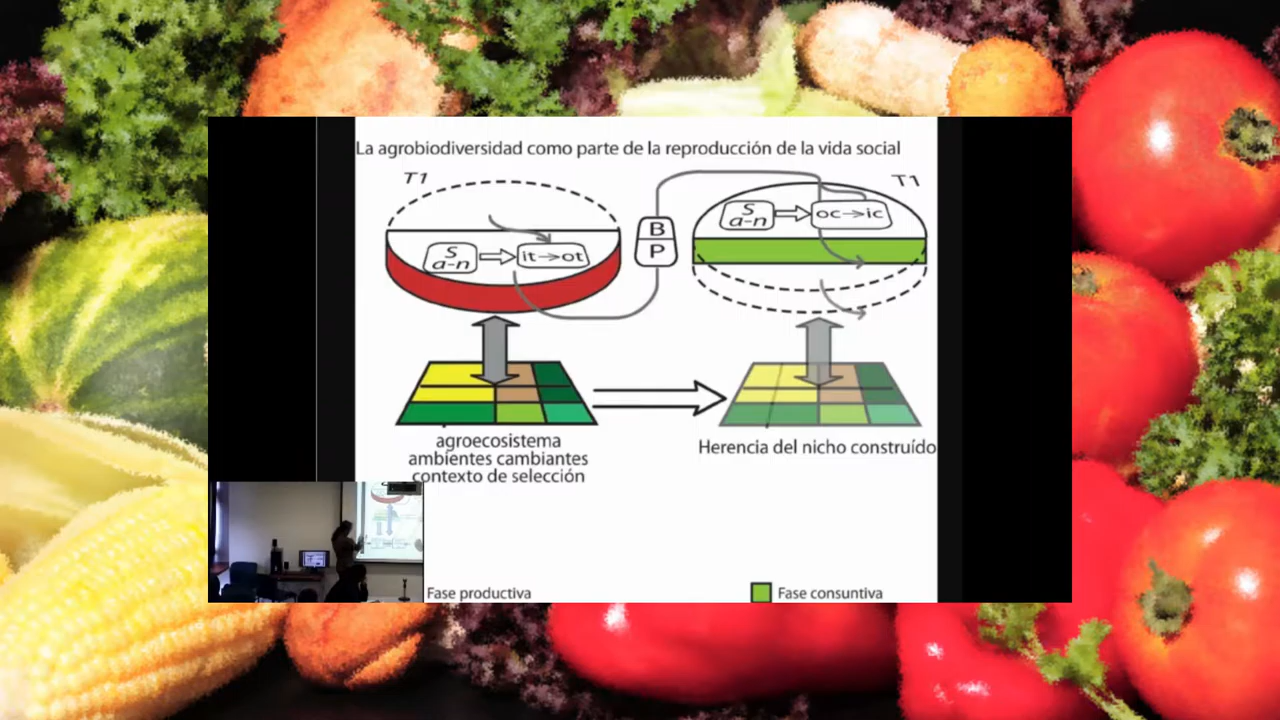 La agrobiodiversidad como parte de la reproducción de la vida social
T1
T1
S
a-n
it→ot
B
P
S
a-n
oc→ic
agroecosistema
ambientes cambiantes
contexto de selección
Herencia del nicho construído
Fase productiva
Fase consuntiva